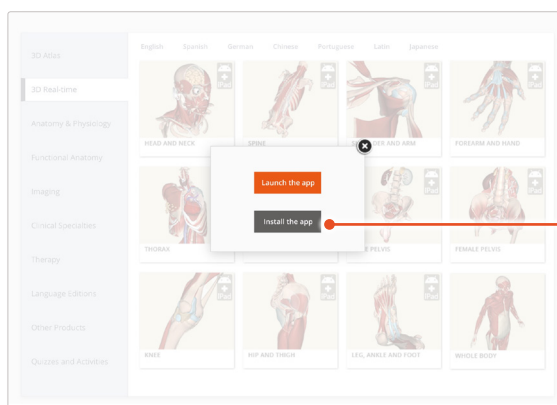 English Spanish German Chinese Portuguese Latin Japanese
3D Atlas
3D Real-time
Anatomy & Physiology
Functional Anatomy
Imaging
Clinical Specialties
Therapy
Language Editions
Other Products
Quizzes and Activities
HEAD AND NECK
SPINE
AND ARM
FOREARM AND HAND
Launch the app
Install the app
THORAX
PELVIS
FEMALE PELVIS
KNEE
HIP AND THIGH
LEG, ANKLE AND FOOT
WHOLE BODY